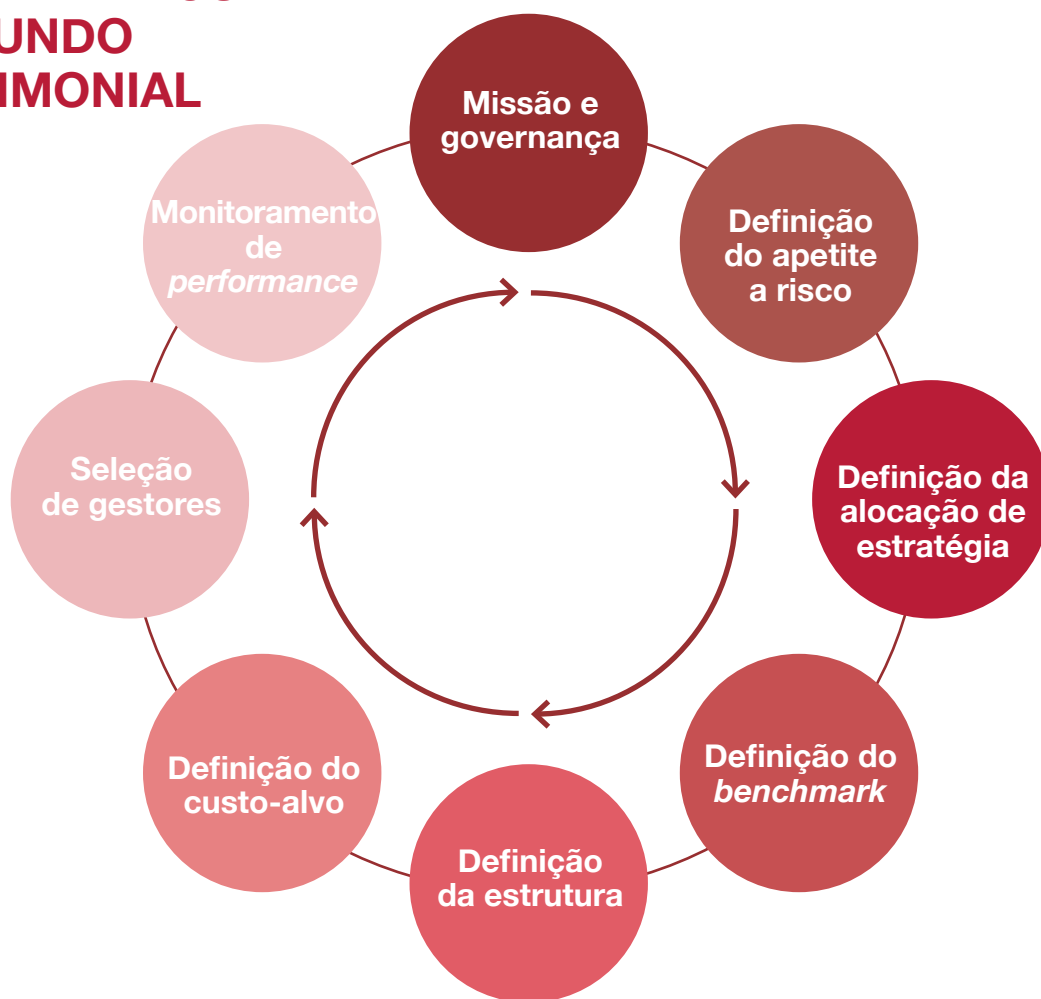 UNDO
IMONIAL
Missão e
governança
Definição
do apetite
a risco
Definição da
alocação de
estratégia
Definição do
benchmark
Definição
da estrutura
Definição do
custo-alvo
Seleção
de gestores
Monitoramento
de
performance